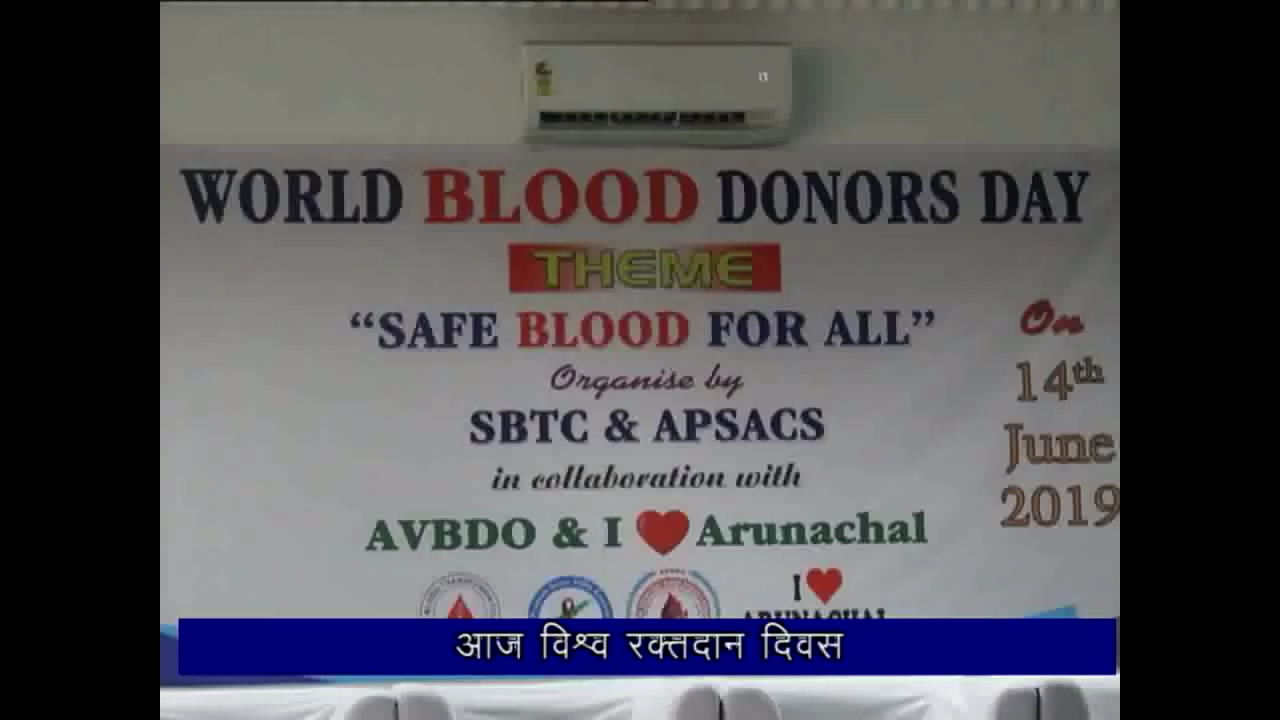 WORLD BLOOD DONORS DAY
THEME
“SAFE BLOOD FOR ALL”
Organise by
SBTC & APSACS
in collaboration with
AVBDO & I ❤ Arunachal
On
14th
June
2019
I ❤
ARUNACHAL
आज विश्व रक्तदान दिवस